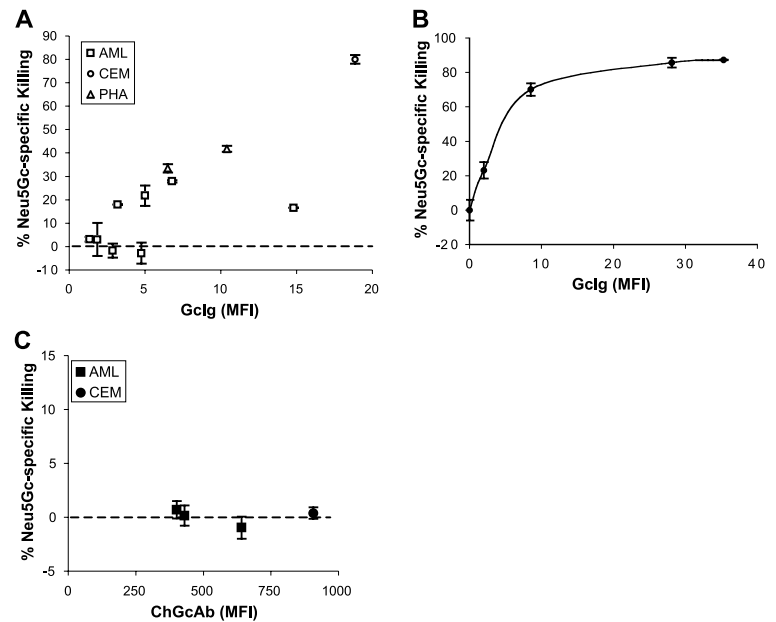 A
% Neu5Gc-specific Killing
90
80
70
60
50
40
30
20
10
0
-10
AML
CEM
PHA
0 5 10 15 20
GcIg (MFI)
B
% Neu5Gc-specific Killing
100
80
60
40
20
0
-20
0 10 20 30 40
GcIg (MFI)
C
% Neu5Gc-specific Killing
15
10
5
0
-5
AML
CEM
0 250 500 750 1000
ChGcAb (MFI)